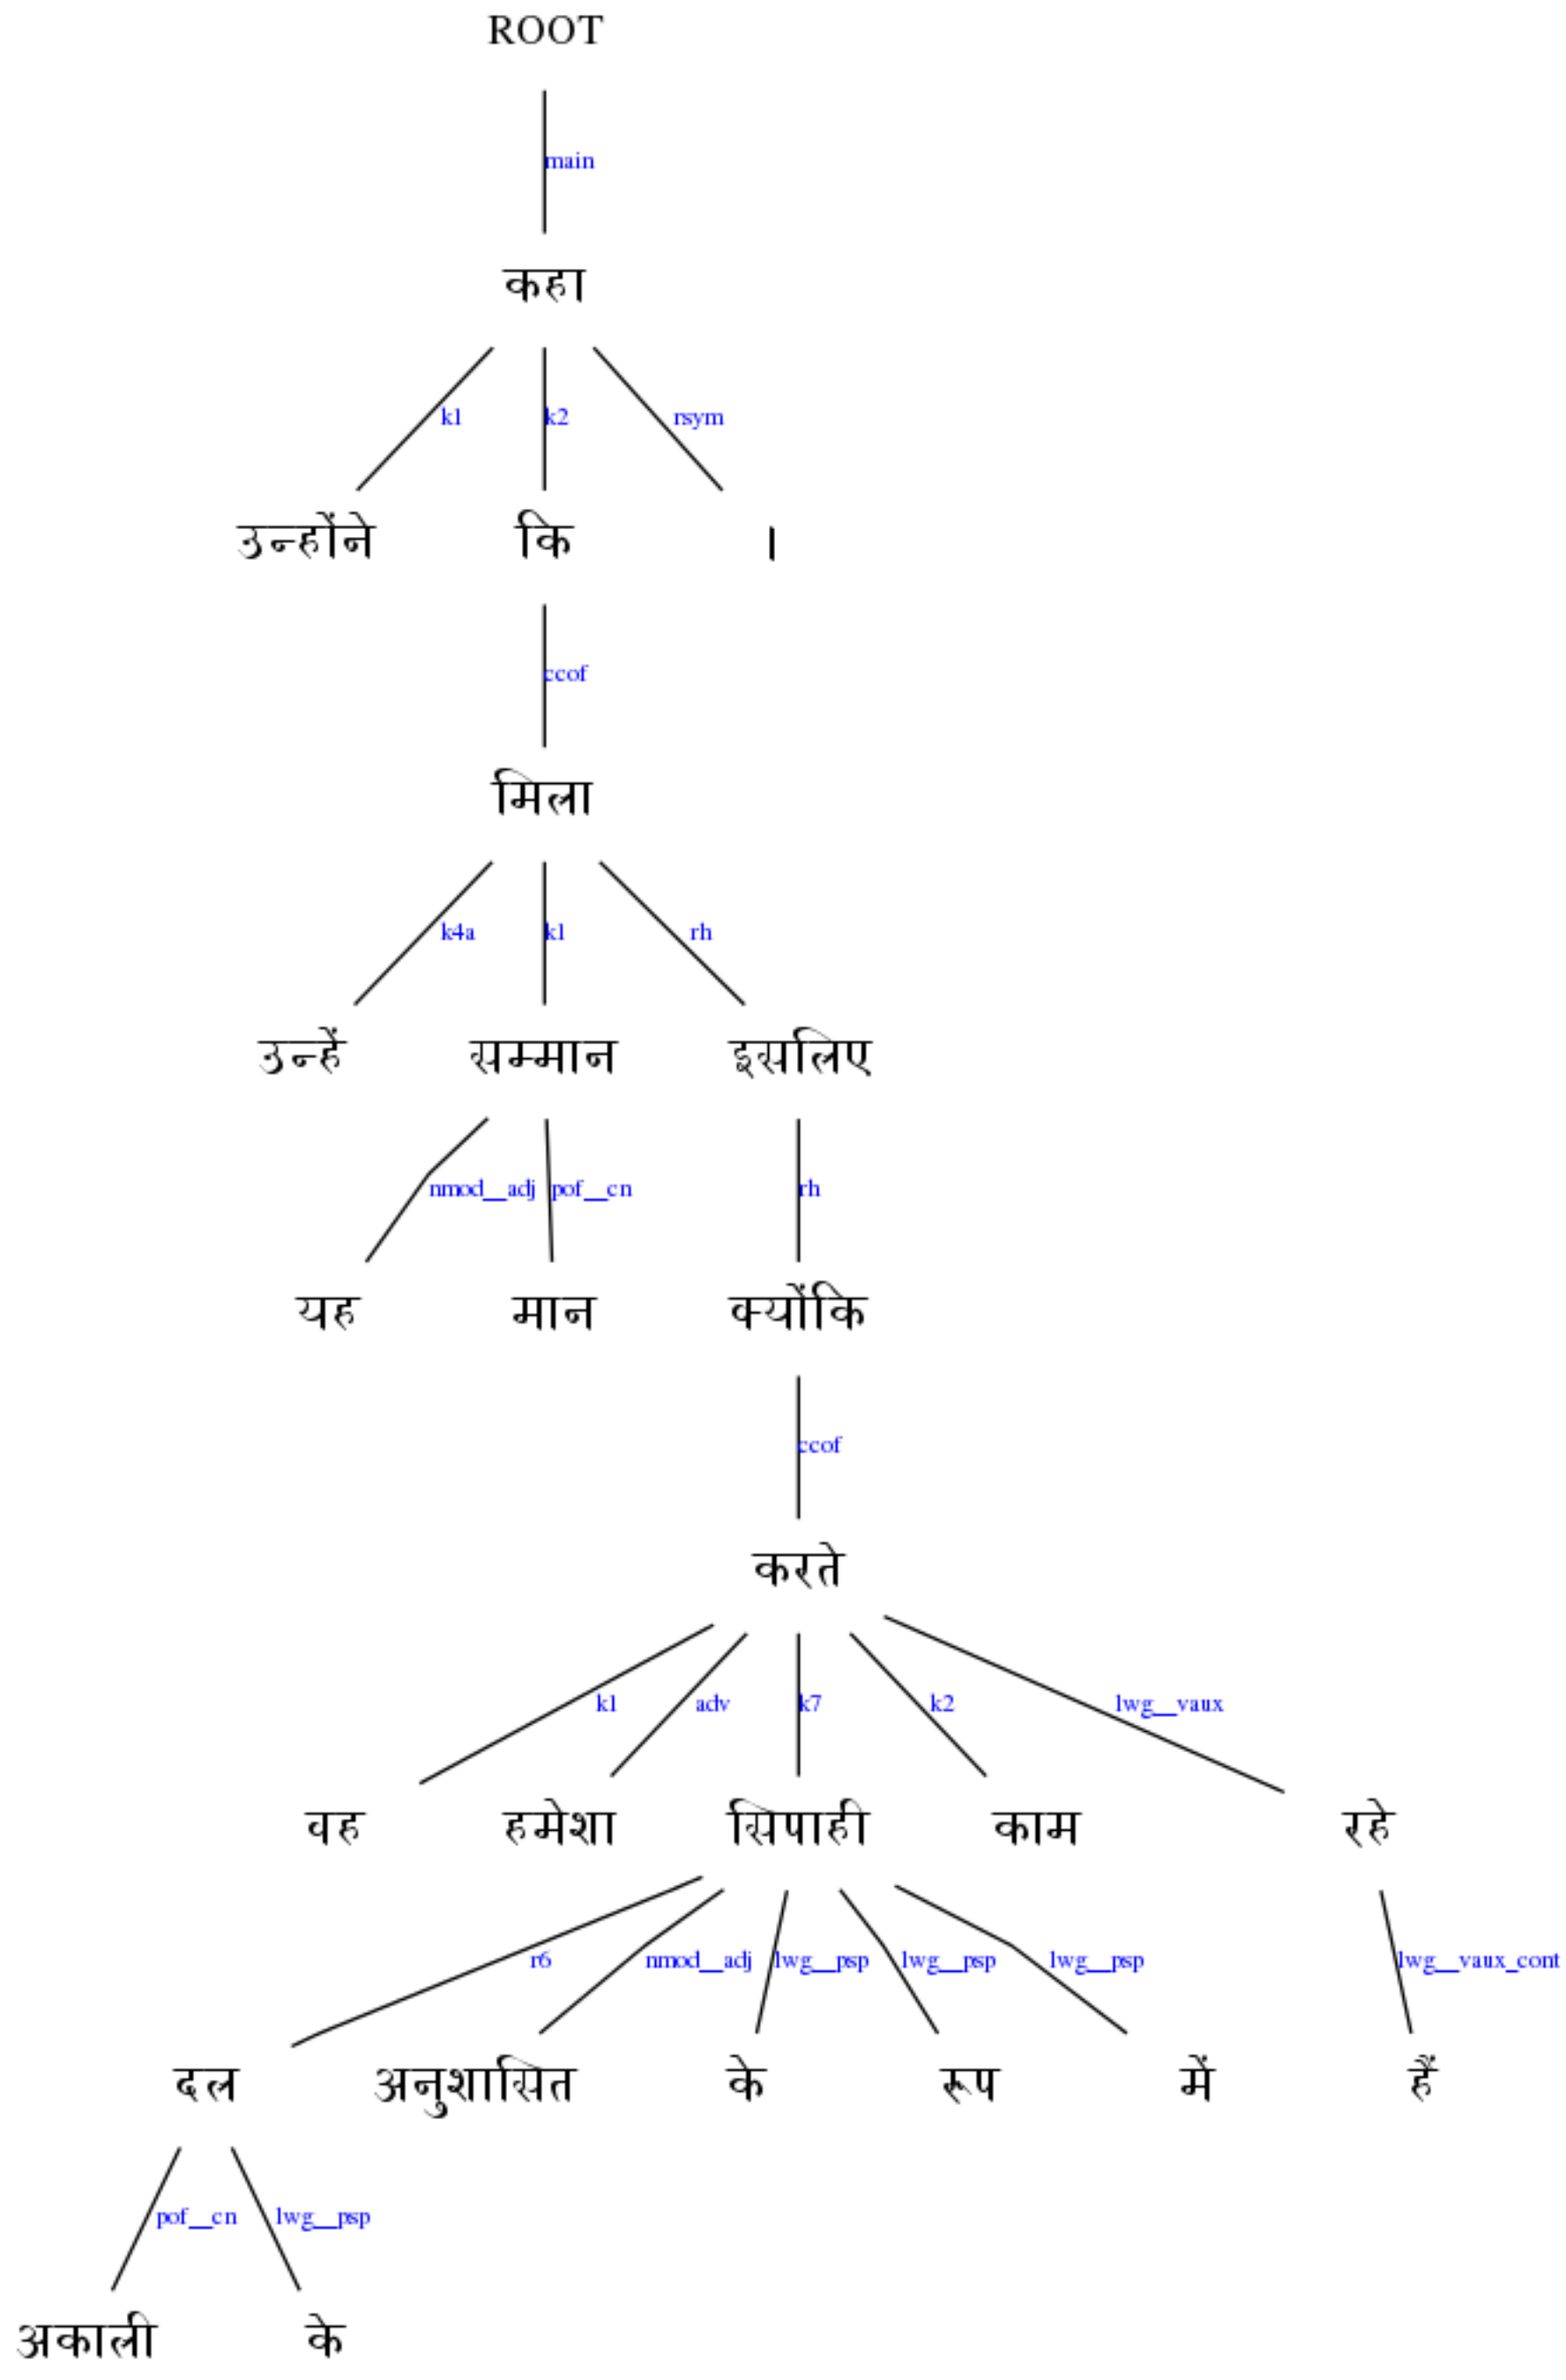 ROOT
main
कहा
k1 k2 rsym
उन्होंने कि ।
ccof
मिला
k4a k1 rh
उन्हें सम्मान इसलिए
nmod__adj pof__cn rh
यह मान क्योंकि
ccof
करते
k1 adv k7 k2 lwg__vaux
वह हमेशा सिपाही काम रहे
r6 nmod__adj lwg__psp lwg__psp lwg__psp lwg__vaux_cont
दल अनुशासित के रूप में हैं
pof__cn lwg__psp
अकाली के